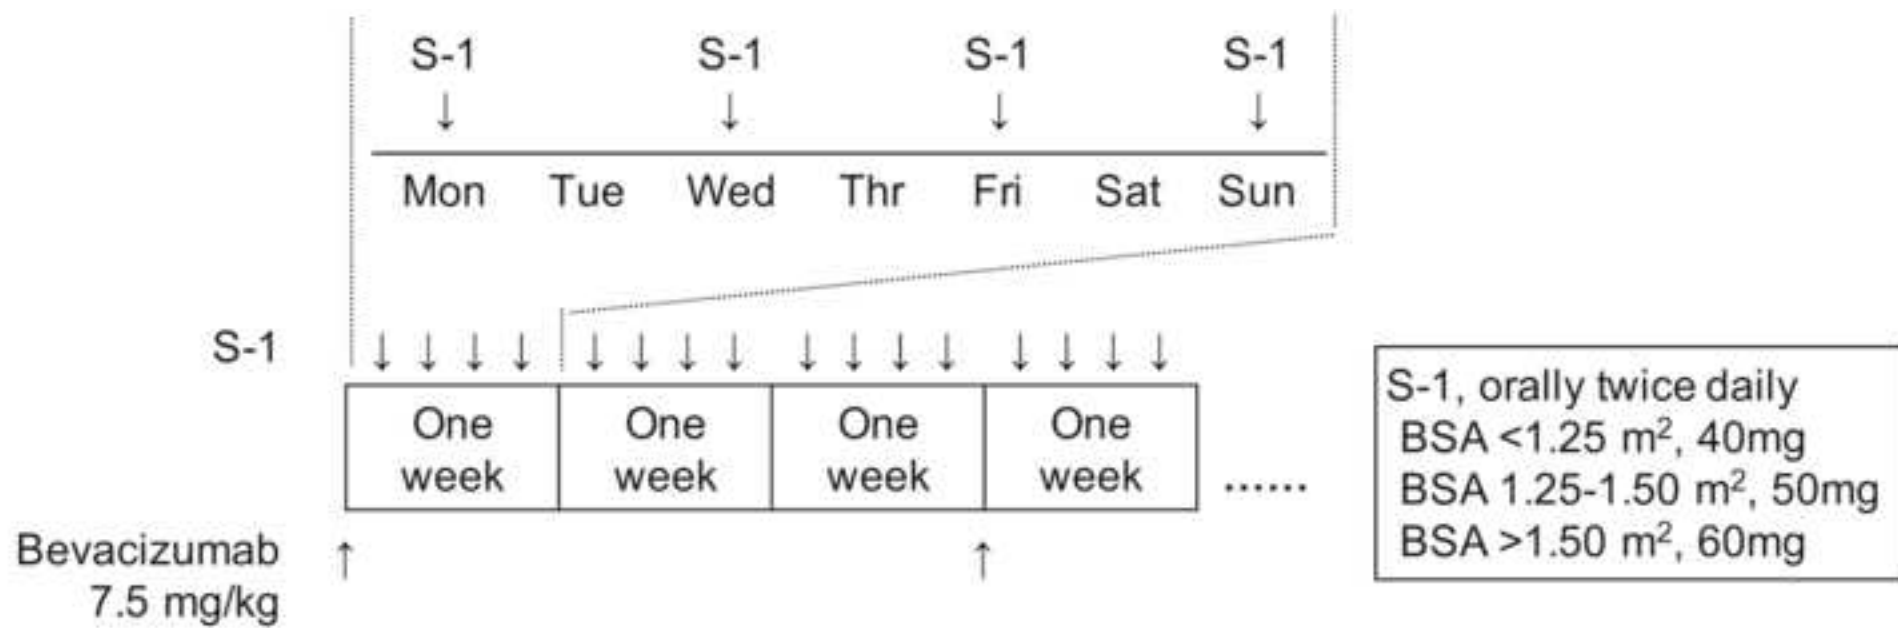 S-1 S-1 S-1 S-1
Mon Tue Wed Thr Fri Sat Sun
S-1
One week
One week
One week
One week
......
Bevacizumab
7.5 mg/kg
S-1, orally twice daily
BSA <1.25 m², 40mg
BSA 1.25-1.50 m², 50mg
BSA >1.50 m², 60mg